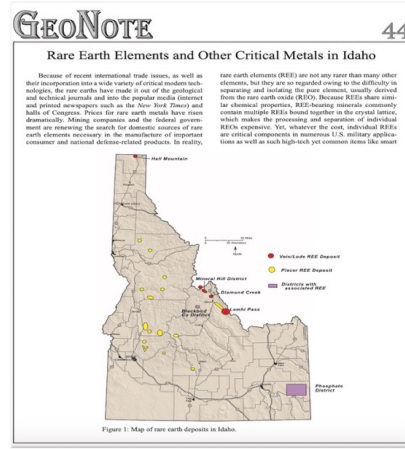 GEONOTE
44
Rare Earth Elements and Other Critical Metals in Idaho
Because of recent international trade issues, as well as
their incorporation into a wide variety of critical modern tech-
nologies, the rare earths have made it out of the geological
and technical journals and into the popular media (internet
and printed newspapers such as the New York Times) and
halls of Congress. Prices for rare earth metals have risen
dramatically. Mining companies and the federal govern-
ment are renewing the search for domestic sources of rare
earth elements necessary in the manufacture of important
consumer and national defense-related products. In reality,
rare earth elements (REE) are not any rarer than many other
elements, but they are so regarded owing to the difficulty in
separating and isolating the pure element, usually derived
from the rare earth oxide (REO). Because REEs share simi-
lar chemical properties, REE-bearing minerals commonly
contain multiple REEs bound together in the crystal lattice,
which makes the processing and separation of individual
REOs expensive. Yet, whatever the cost, individual REEs
are critical components in numerous U.S. military applica-
tions as well as such high-tech yet common items like smart
Hall Mountain
Vein/Lode REE Deposit
Placer REE Deposit
Districts with
associated REE
Mineral Hill District
Diamond Creek
Blackbird
Co District
Lemhi Pass
Phosphate
District
Figure 1: Map of rare earth deposits in Idaho.